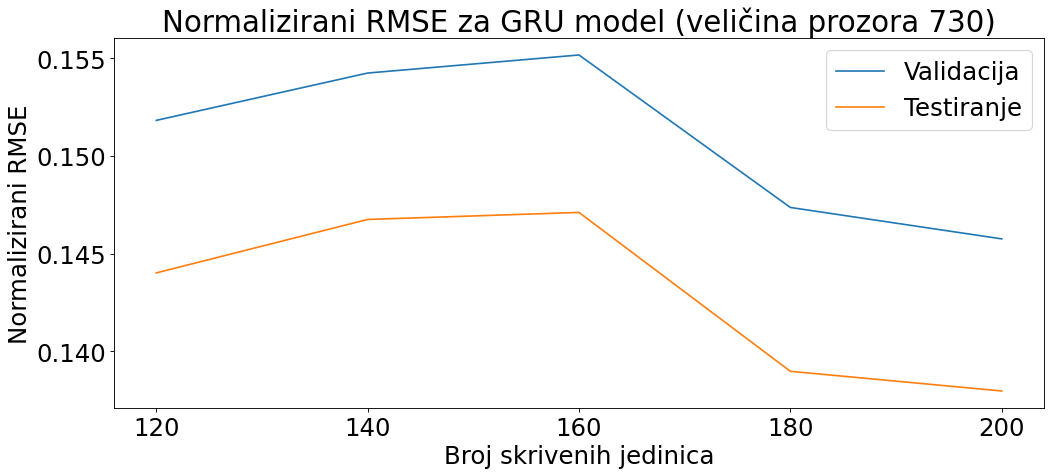 Normalizirani RMSE za GRU model (veličina prozora 730)
Validacija
Testiranje
Normalizirani RMSE
0.155
0.150
0.145
0.140
120 140 160 180 200
Broj skrivenih jedinica